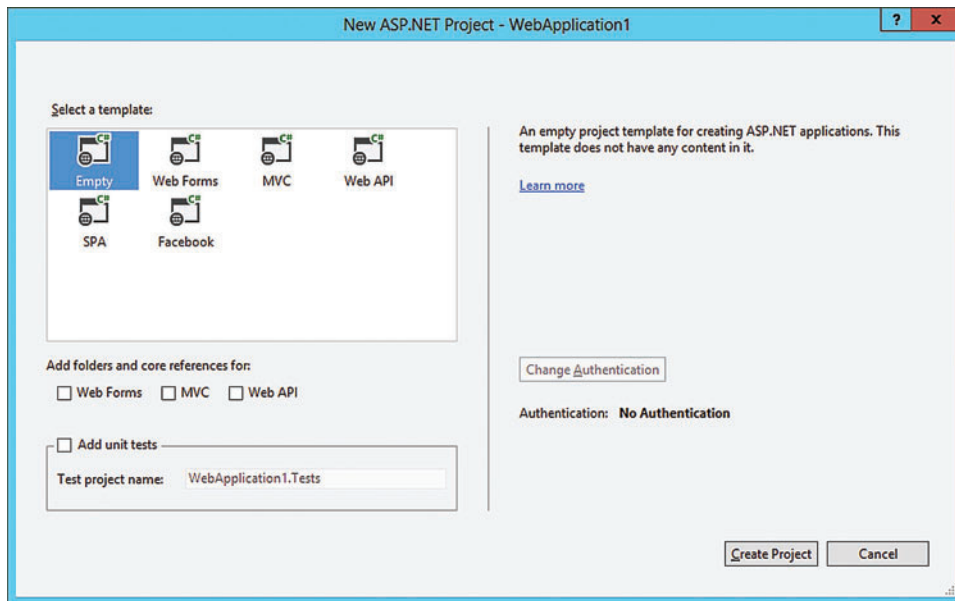 New ASP.NET Project - WebApplication1
? x
Select a template:
C# C# C# C#
Empty Web Forms MVC Web API
C# C#
SPA Facebook
An empty project template for creating ASP.NET applications. This
template does not have any content in it.
Learn more
Add folders and core references for:
Web Forms MVC Web API
Change Authentication
Authentication: No Authentication
Add unit tests
Test project name: WebApplication1.Tests
Create Project Cancel